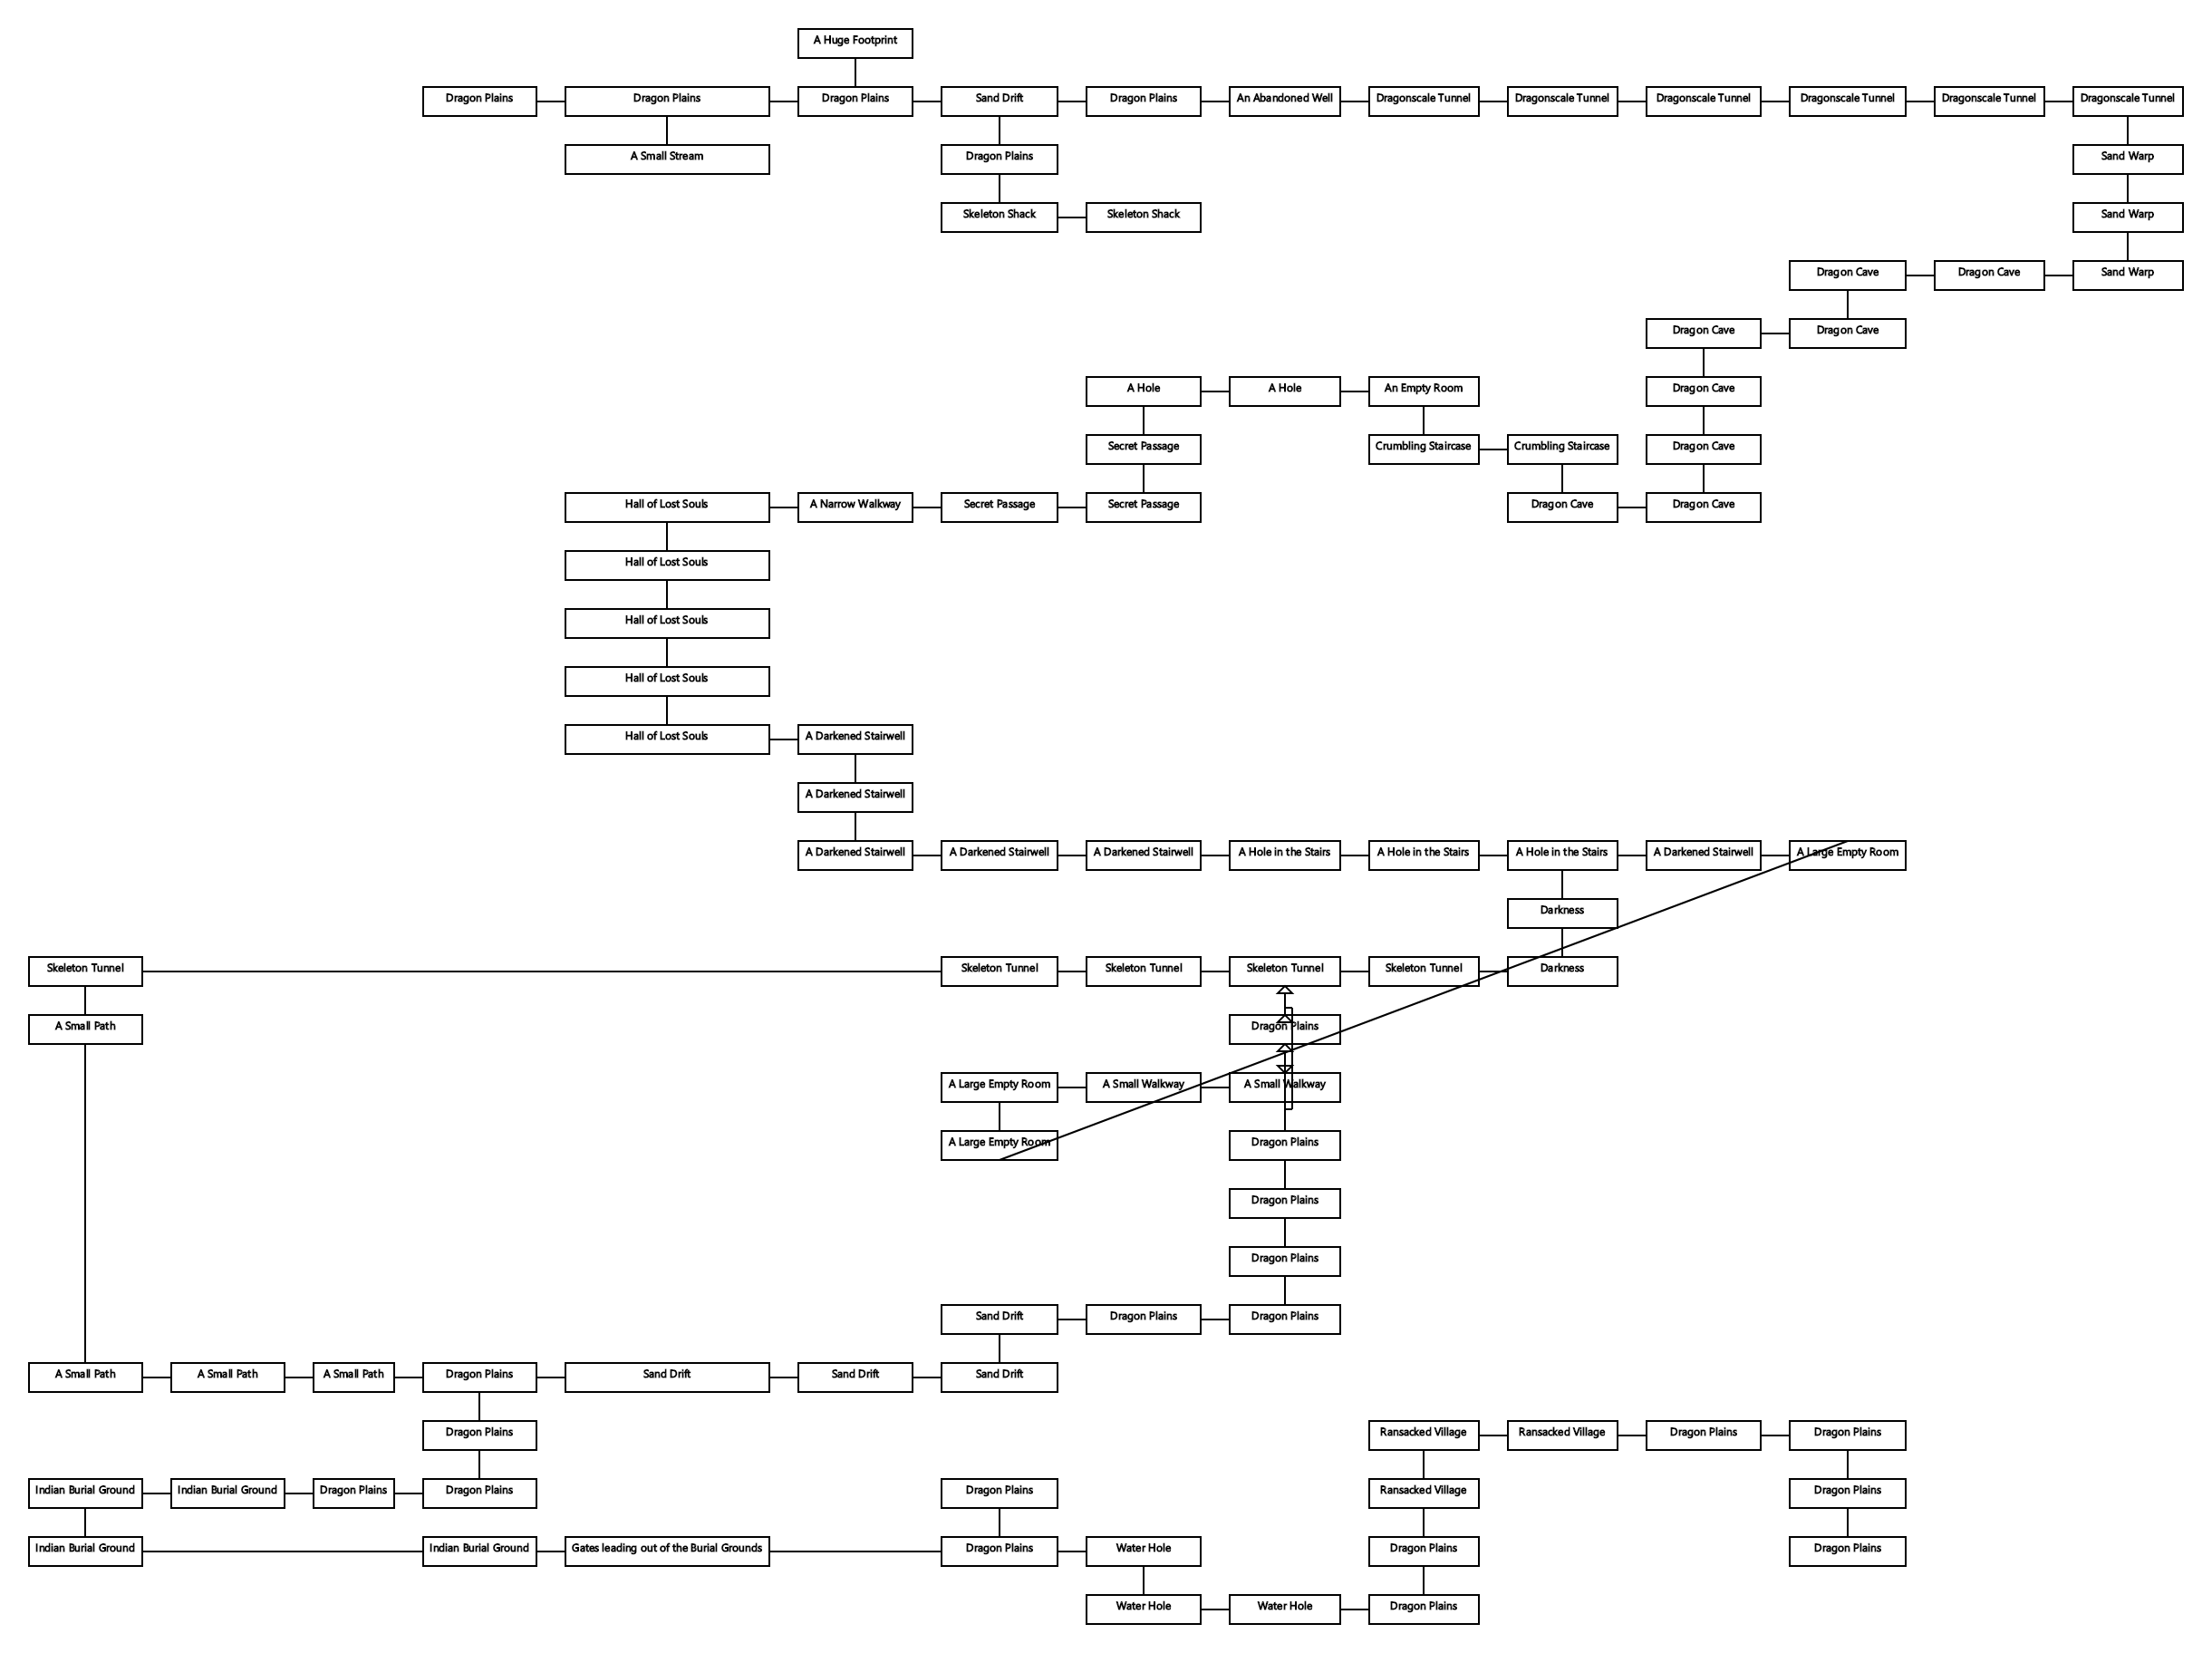 A Huge Footprint
Dragon Plains
Dragon Plains
Dragon Plains
Sand Drift
Dragon Plains
An Abandoned Well
Dragonscale Tunnel
Dragonscale Tunnel
Dragonscale Tunnel
Dragonscale Tunnel
Dragonscale Tunnel
Dragonscale Tunnel
A Small Stream
Dragon Plains
Sand Warp
Skeleton Shack
Skeleton Shack
Sand Warp
Dragon Cave
Dragon Cave
Sand Warp
Dragon Cave
Dragon Cave
A Hole
A Hole
An Empty Room
Dragon Cave
Secret Passage
Crumbling Staircase
Crumbling Staircase
Dragon Cave
Hall of Lost Souls
A Narrow Walkway
Secret Passage
Secret Passage
Dragon Cave
Dragon Cave
Hall of Lost Souls
Hall of Lost Souls
Hall of Lost Souls
Hall of Lost Souls
A Darkened Stairwell
A Darkened Stairwell
A Darkened Stairwell
A Darkened Stairwell
A Darkened Stairwell
A Hole in the Stairs
A Hole in the Stairs
A Hole in the Stairs
A Darkened Stairwell
A Large Empty Room
Darkness
Skeleton Tunnel
Skeleton Tunnel
Skeleton Tunnel
Skeleton Tunnel
Skeleton Tunnel
Darkness
A Small Path
Dragon Plains
A Large Empty Room
A Small Walkway
A Small Walkway
A Large Empty Room
Dragon Plains
Dragon Plains
Dragon Plains
Sand Drift
Dragon Plains
Dragon Plains
A Small Path
A Small Path
A Small Path
Dragon Plains
Sand Drift
Sand Drift
Sand Drift
Dragon Plains
Ransacked Village
Ransacked Village
Dragon Plains
Dragon Plains
Indian Burial Ground
Indian Burial Ground
Dragon Plains
Dragon Plains
Dragon Plains
Ransacked Village
Dragon Plains
Indian Burial Ground
Indian Burial Ground
Gates leading out of the Burial Grounds
Dragon Plains
Water Hole
Dragon Plains
Dragon Plains
Water Hole
Water Hole
Dragon Plains